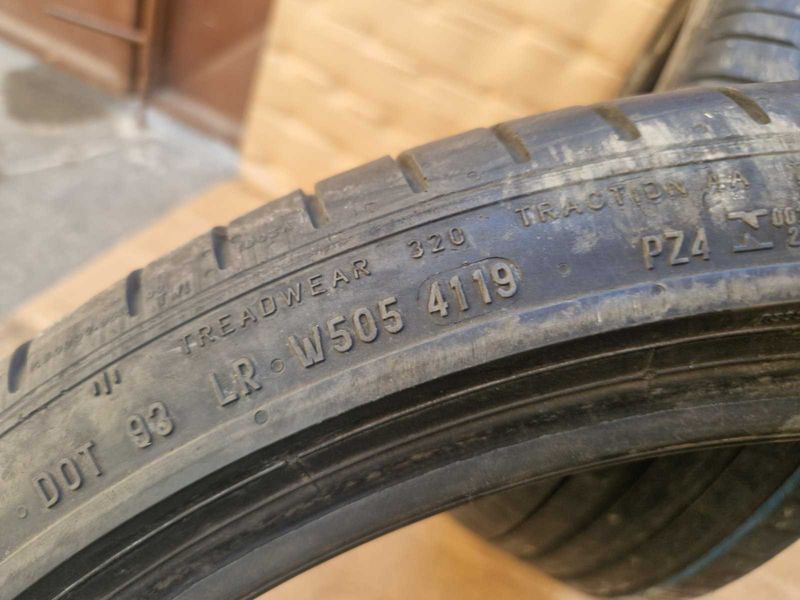 TREADWEAR 320 TRACTION AA
DOT 93 LR W505 4119 PZ4